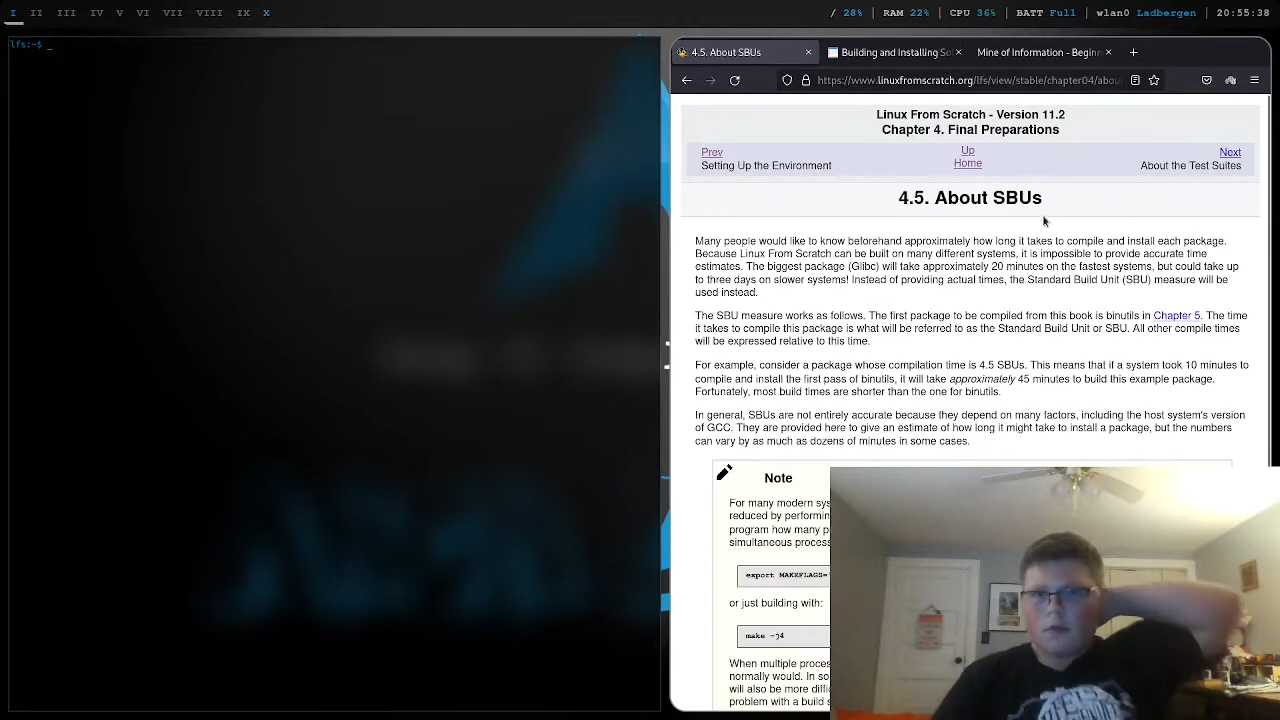 I II III IV V VI VII VIII IX X / 28% RAM 22% CPU 36% BATT Full wlan0 Ladbergen 20:55:38
lfs:~$ _
4.5. About SBUs
Building and Installing So
Mine of Information - Beginn
https://www.linuxfromscratch.org/lfs/view/stable/chapter04/abou
Linux From Scratch - Version 11.2
Chapter 4. Final Preparations
Prev Up Next
Setting Up the Environment Home About the Test Suites
4.5. About SBUs
Many people would like to know beforehand approximately how long it takes to compile and install each package.
Because Linux From Scratch can be built on many different systems, it is impossible to provide accurate time
estimates. The biggest package (Glibc) will take approximately 20 minutes on the fastest systems, but could take up
to three days on slower systems! Instead of providing actual times, the Standard Build Unit (SBU) measure will be
used instead.
The SBU measure works as follows. The first package to be compiled from this book is binutils in Chapter 5. The time
it takes to compile this package is what will be referred to as the Standard Build Unit or SBU. All other compile times
will be expressed relative to this time.
For example, consider a package whose compilation time is 4.5 SBUs. This means that if a system took 10 minutes to
compile and install the first pass of binutils, it will take approximately 45 minutes to build this example package.
Fortunately, most build times are shorter than the one for binutils.
In general, SBUs are not entirely accurate because they depend on many factors, including the host system's version
of GCC. They are provided here to give an estimate of how long it might take to install a package, but the numbers
can vary by as much as dozens of minutes in some cases.
Note
For many modern sys
reduced by performin
program how many p
simultaneous process
export MAKEFLAGS=
or just building with:
make -j4
When multiple proce
normally would. In so
will also be more diffi
problem with a build s